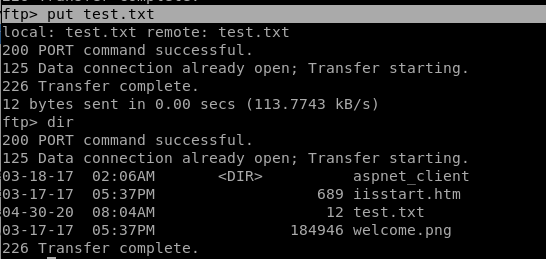 226 Transfer complete.
ftp> put test.txt
local: test.txt remote: test.txt
200 PORT command successful.
125 Data connection already open; Transfer starting.
226 Transfer complete.
12 bytes sent in 0.00 secs (113.7743 kB/s)
ftp> dir
200 PORT command successful.
125 Data connection already open; Transfer starting.
03-18-17 02:06AM <DIR> aspnet_client
03-17-17 05:37PM 689 iisstart.htm
04-30-20 08:04AM 12 test.txt
03-17-17 05:37PM 184946 welcome.png
226 Transfer complete.